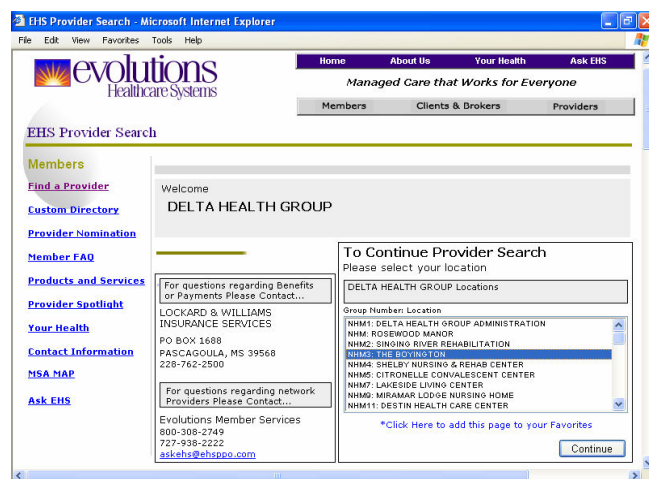 EHS Provider Search - Microsoft Internet Explorer
File Edit View Favorites Tools Help
evolutions
Healthcare Systems
Home About Us Your Health Ask EHS
Managed Care that Works for Everyone
Members Clients & Brokers Providers
EHS Provider Search
Members
Find a Provider
Custom Directory
Provider Nomination
Member FAQ
Products and Services
Provider Spotlight
Your Health
Contact Information
MSA MAP
Ask EHS
Welcome
DELTA HEALTH GROUP
For questions regarding Benefits
or Payments Please Contact...
LOCKARD & WILLIAMS
INSURANCE SERVICES
PO BOX 1688
PASCAGOULA, MS 39568
228-762-2500
For questions regarding network
Providers Please Contact...
Evolutions Member Services
800-308-2749
727-938-2222
askehs@ehsppo.com
To Continue Provider Search
Please select your location
DELTA HEALTH GROUP Locations
Group Number: Location
NHM1: DELTA HEALTH GROUP ADMINISTRATION
NHM: ROSEWOOD MANOR
NHM2: SINGING RIVER REHABILITATION
NHM3: THE BOYINGTON
NHM4: SHELBY NURSING & REHAB CENTER
NHM5: CITRONELLE CONVALESCENT CENTER
NHM7: LAKESIDE LIVING CENTER
NHM9: MIRAMAR LODGE NURSING HOME
NHM11: DESTIN HEALTH CARE CENTER
*Click Here to add this page to your Favorites
Continue